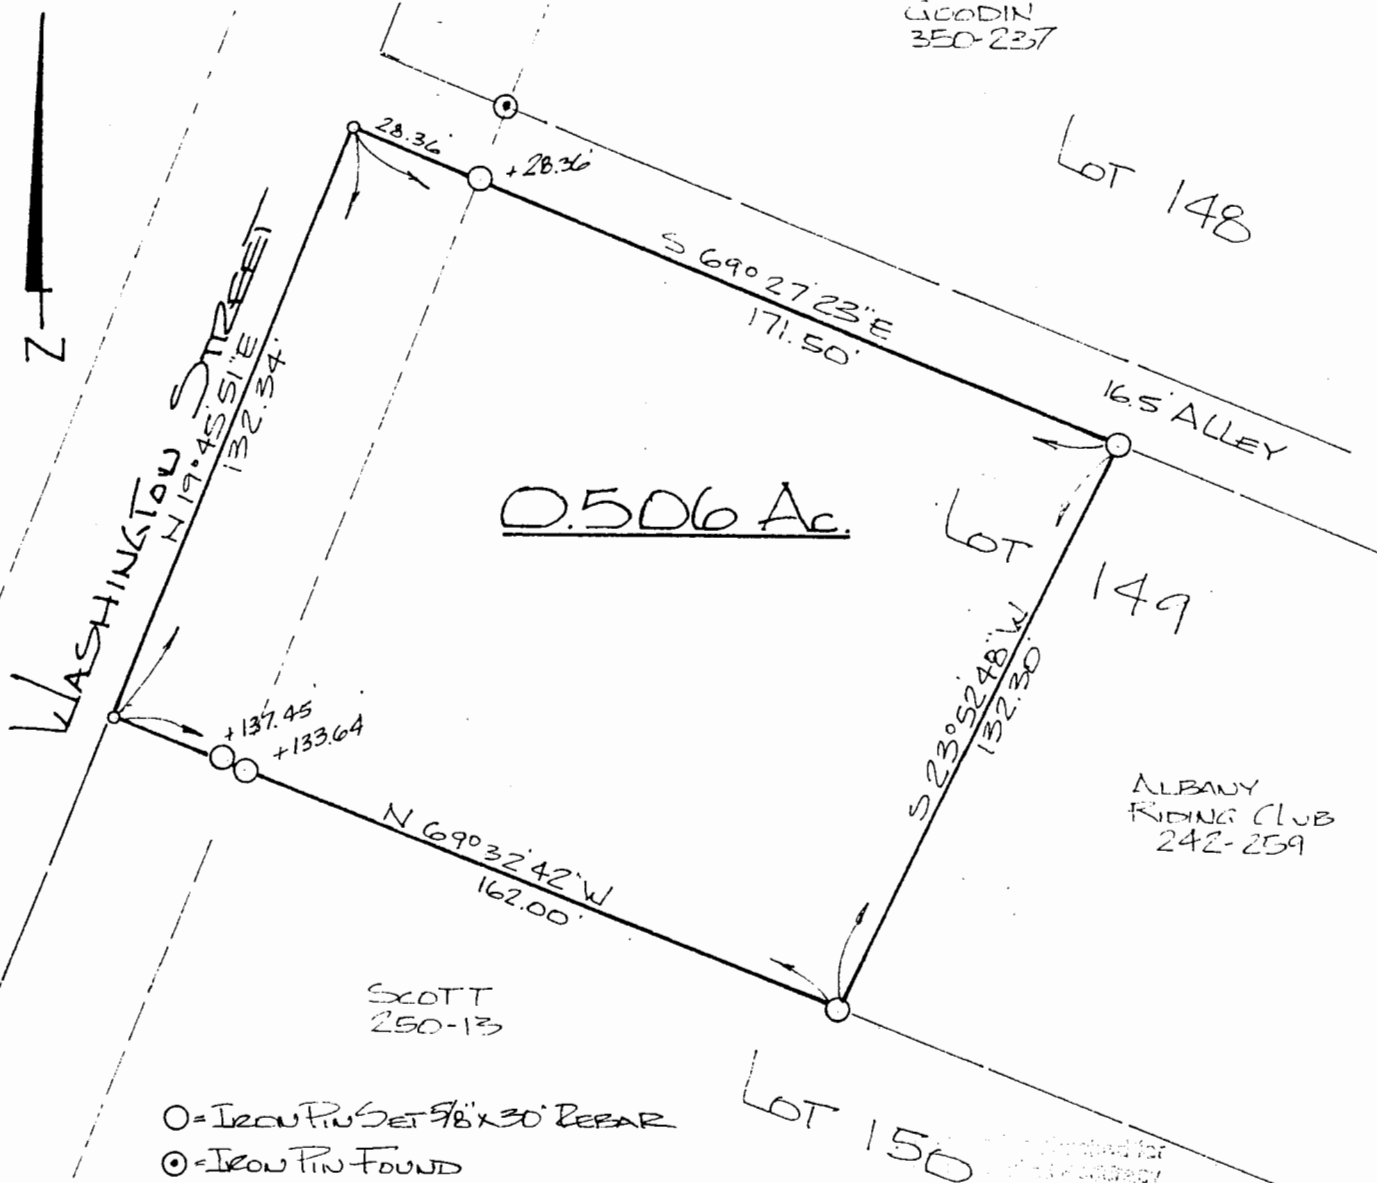 GOODIN
350-237
LOT 148
28.36'
+28.36'
S 69° 27' 23" E
171.50'
16.5' ALLEY
WASHINGTON STREET
N 19° 45' 51" E
132.34'
0.506 Ac.
LOT
149
S 23° 52' 48" W
132.30'
+137.45'
+133.64'
N 69° 32' 42" W
162.00'
ALBANY
RIDING CLUB
242-259
SCOTT
250-13
LOT 150
O = IRON PIN SET 5/8" X 30" REBAR
⊙ = IRON PIN FOUND
N